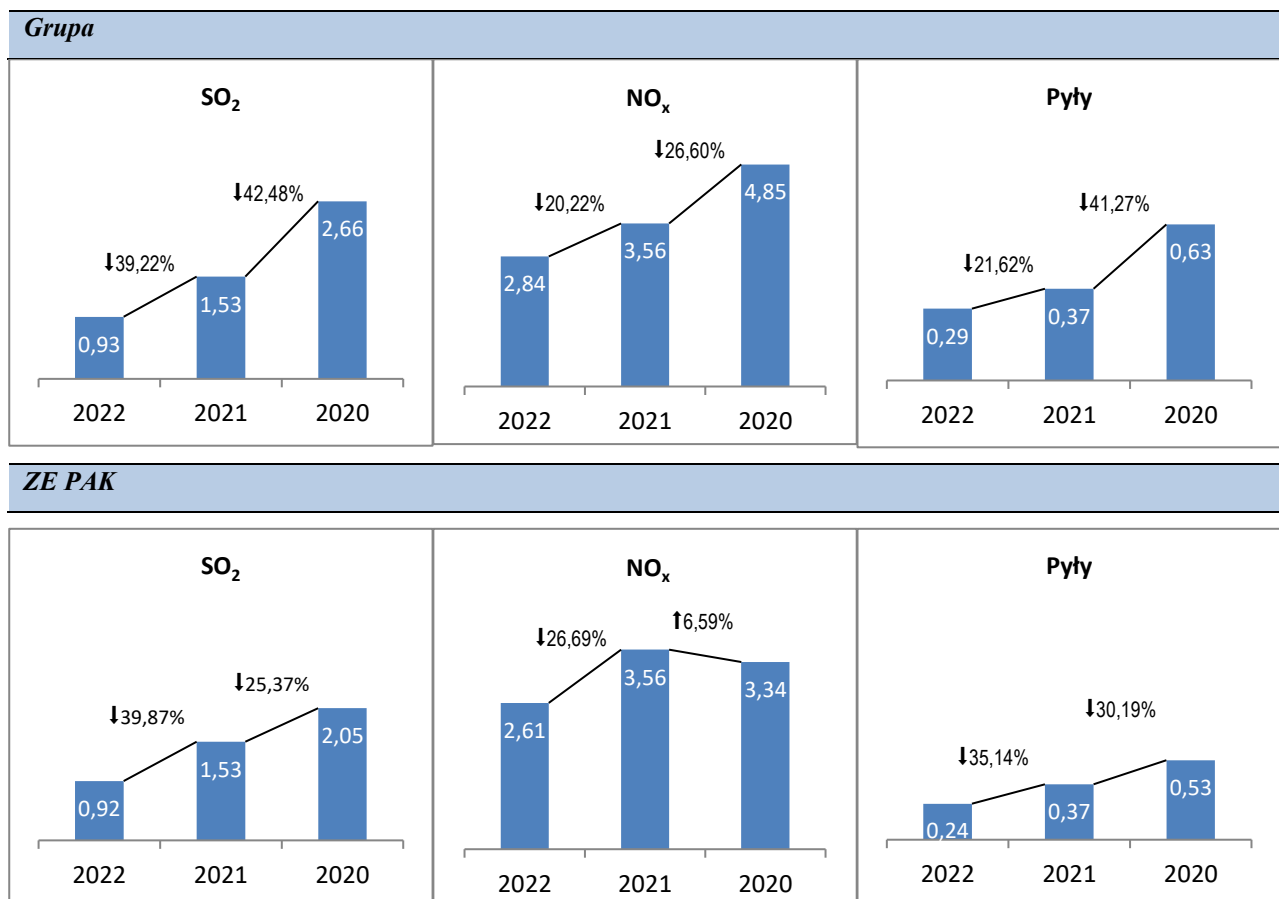 Grupa
SO2
↓42,48%
↓39,22%
2,66
1,53
0,93
2022 2021 2020
NOx
↓26,60%
↓20,22%
4,85
3,56
2,84
2022 2021 2020
Pyły
↓41,27%
↓21,62%
0,63
0,37
0,29
2022 2021 2020
ZE PAK
SO2
↓25,37%
↓39,87%
2,05
1,53
0,92
2022 2021 2020
NOx
↑6,59%
↓26,69%
3,56
3,34
2,61
2022 2021 2020
Pyły
↓30,19%
↓35,14%
0,53
0,37
0,24
2022 2021 2020